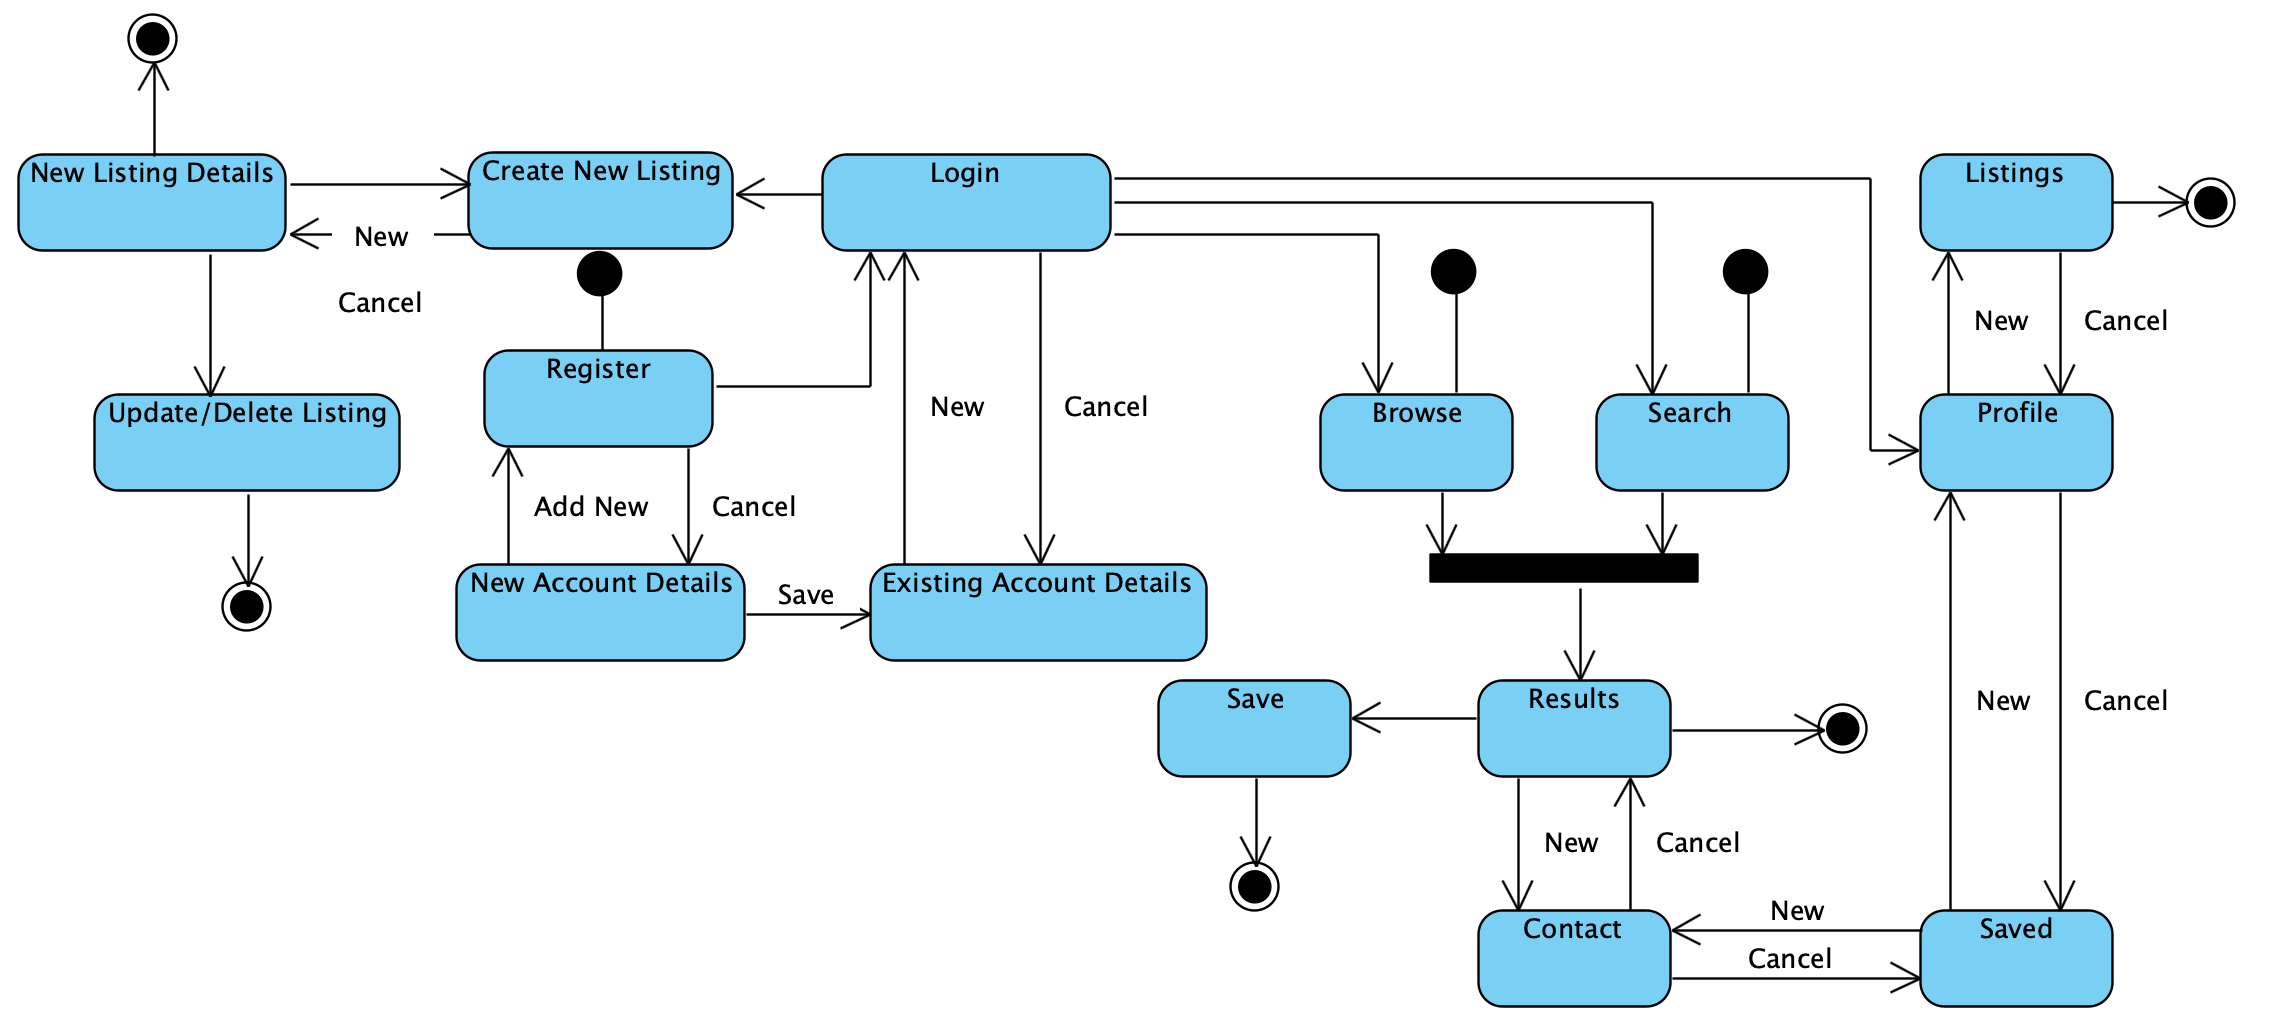 New Listing Details
Create New Listing
Login
Listings
New
Cancel
New
Cancel
Register
New
Cancel
Update/Delete Listing
Browse
Search
Profile
Add New
Cancel
New Account Details
Save
Existing Account Details
Save
Results
New
Cancel
New
Cancel
New
Contact
Saved
Cancel